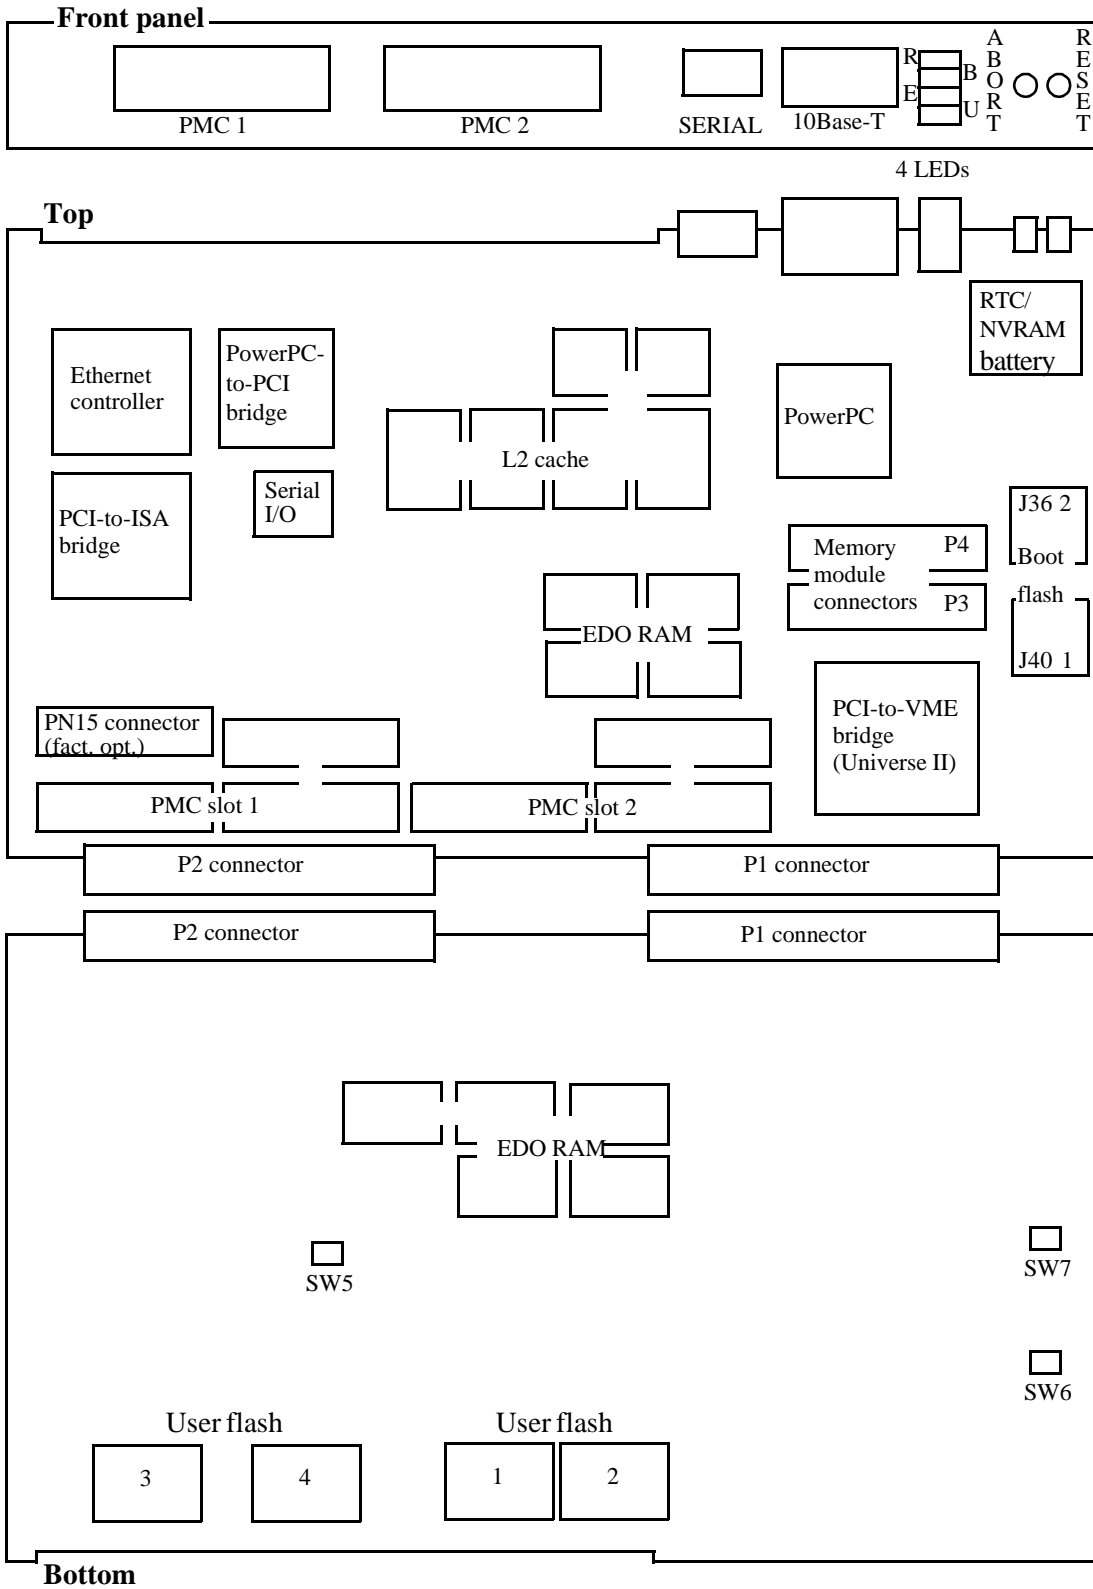 Front panel
PMC 1
PMC 2
SERIAL
10Base-T
R
E
B
U
ABORT
RESET
4 LEDs
Top
RTC/
NVRAM
battery
Ethernet
controller
PowerPC-
to-PCI
bridge
L2 cache
PowerPC
PCI-to-ISA
bridge
Serial
I/O
J36 2
Boot
flash
J40 1
Memory
module
connectors
P4
P3
EDO RAM
PCI-to-VME
bridge
(Universe II)
PN15 connector
(fact. opt.)
PMC slot 1
PMC slot 2
P2 connector
P1 connector
P2 connector
P1 connector
EDO RAM
SW5
SW7
SW6
User flash
User flash
3
4
1
2
Bottom